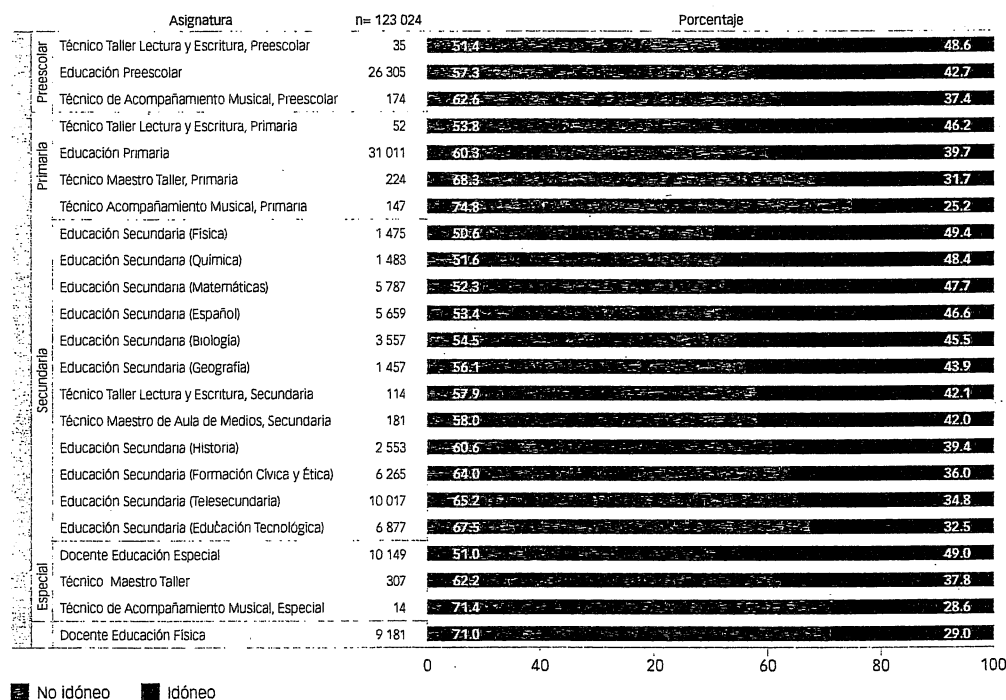 Asignatura n= 123 024 Porcentaje
Preescolar
Técnico Taller Lectura y Escritura, Preescolar 35 51.4 48.6
Educación Preescolar 26 305 57.3 42.7
Técnico de Acompañamiento Musical, Preescolar 174 62.6 37.4
Primaria
Técnico Taller Lectura y Escritura, Primaria 52 53.8 46.2
Educación Primaria 31 011 60.3 39.7
Técnico Maestro Taller, Primaria 224 68.3 31.7
Técnico Acompañamiento Musical, Primaria 147 74.8 25.2
Secundaria
Educación Secundaria (Física) 1 475 50.6 49.4
Educación Secundaria (Química) 1 483 51.6 48.4
Educación Secundaria (Matemáticas) 5 787 52.3 47.7
Educación Secundaria (Español) 5 659 53.4 46.6
Educación Secundaria (Biología) 3 557 54.5 45.5
Educación Secundaria (Geografía) 1 457 56.1 43.9
Técnico Taller Lectura y Escritura, Secundaria 114 57.9 42.1
Técnico Maestro de Aula de Medios, Secundaria 181 58.0 42.0
Educación Secundaria (Historia) 2 553 60.6 39.4
Educación Secundaria (Formación Cívica y Ética) 6 265 64.0 36.0
Educación Secundaria (Telesecundaria) 10 017 65.2 34.8
Educación Secundaria (Educación Tecnológica) 6 877 67.5 32.5
Especial
Docente Educación Especial 10 149 51.0 49.0
Técnico Maestro Taller 307 62.2 37.8
Técnico de Acompañamiento Musical, Especial 14 71.4 28.6
Docente Educación Física 9 181 71.0 29.0
0 40 20 60 80 100
No idóneo Idóneo